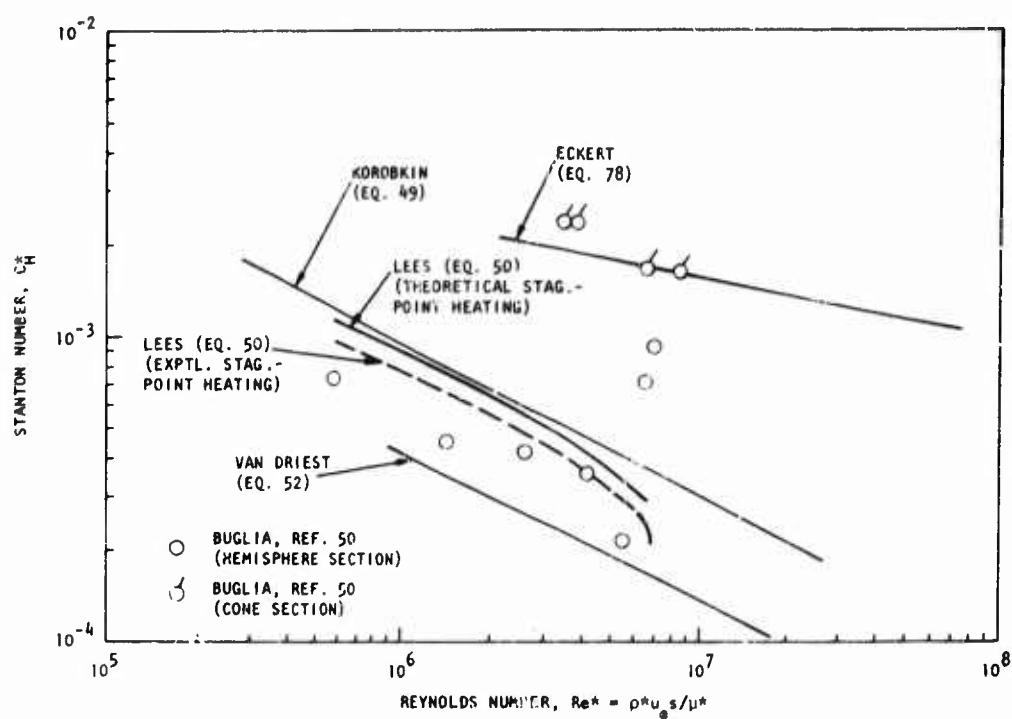 10^-2
ECKERT
(EQ. 78)
KOROBKIN
(EQ. 49)
LEES (EQ. 50)
(THEORETICAL STAG.-
POINT HEATING)
STANTON NUMBER, C*_H
10^-3
LEES (EQ. 50)
(EXPTL. STAG.-
POINT HEATING)
VAN DRIEST
(EQ. 52)
BUGLIA, REF. 50
(HEMISPHERE SECTION)
BUGLIA, REF. 50
(CONE SECTION)
10^-4
10^5 10^6 10^7 10^8
REYNOLDS NUMBER, Re* = ρ*u_e s/μ*